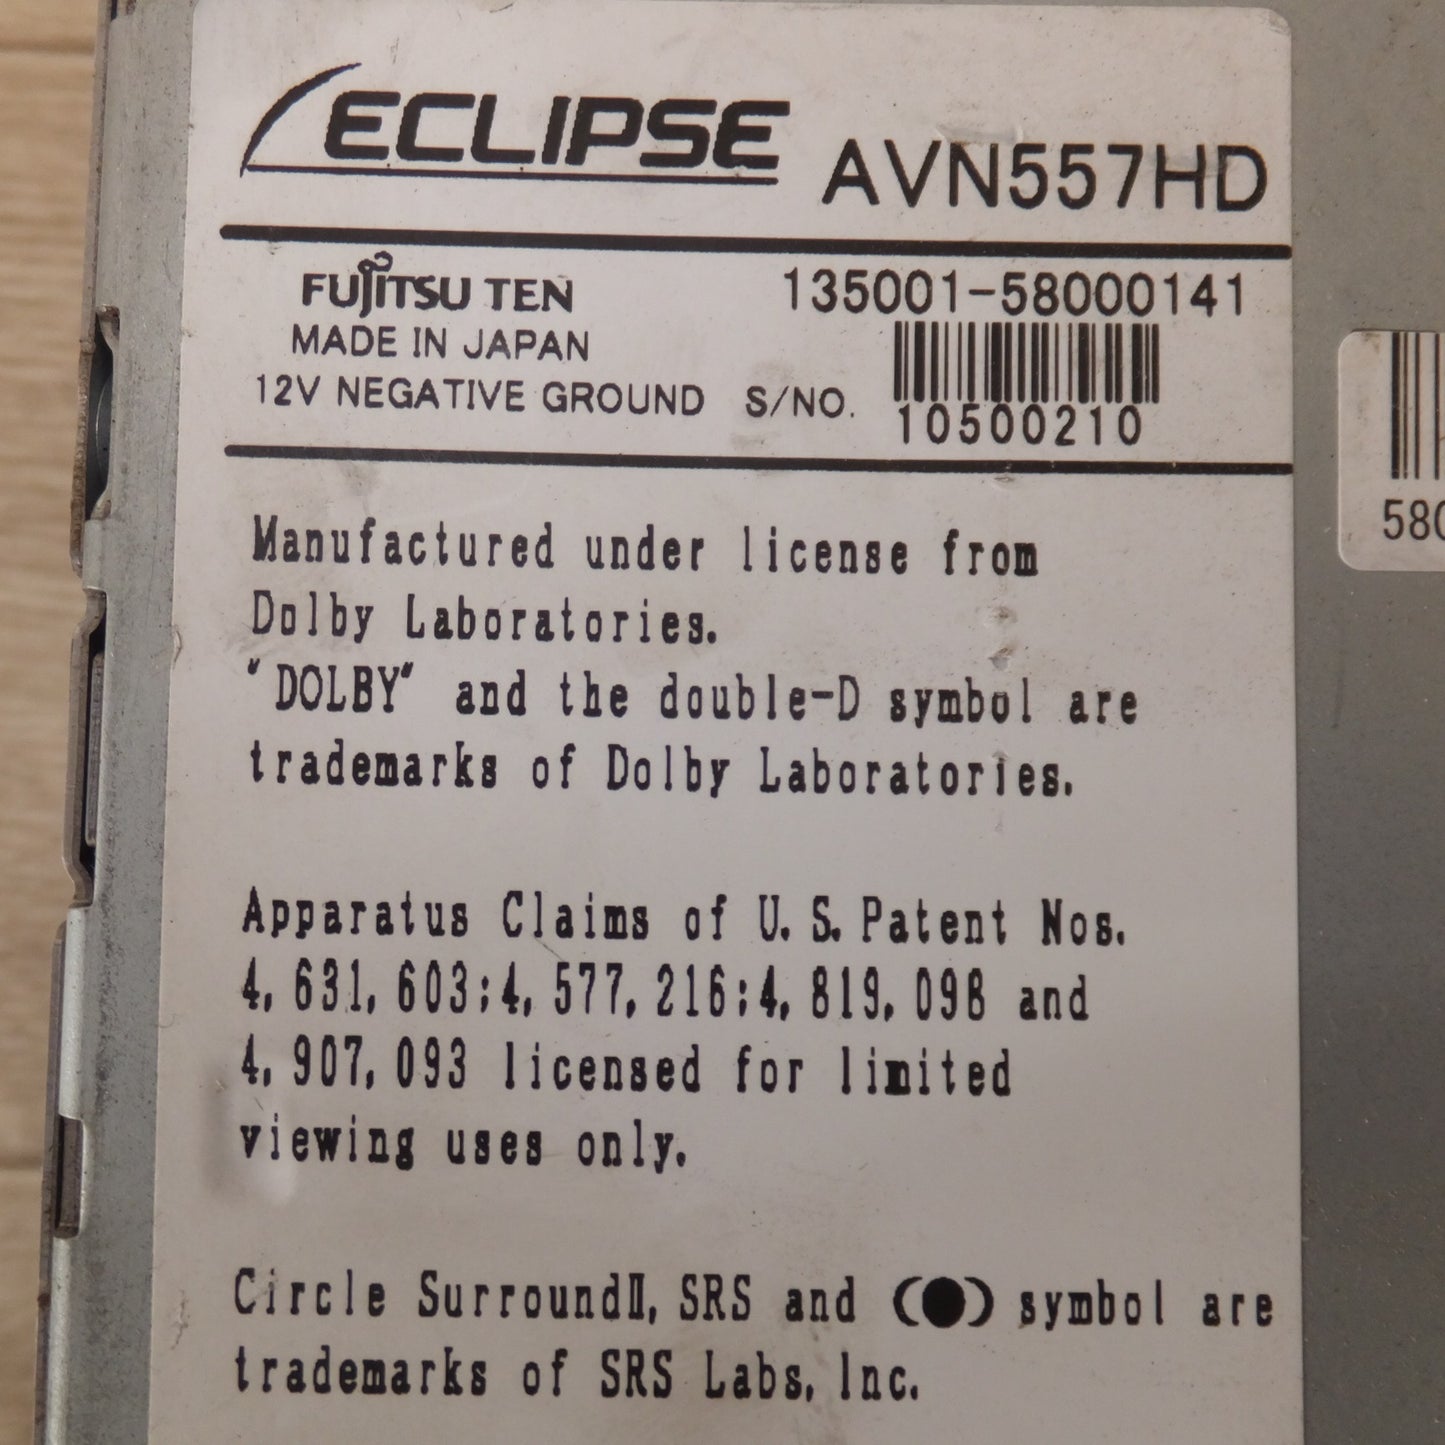 ECLIPSE AVN557HD
FUJITSU TEN 135001-58000141
MADE IN JAPAN
12V NEGATIVE GROUND S/NO.
10500210
Manufactured under license from
Dolby Laboratories.
"DOLBY" and the double-D symbol are
trademarks of Dolby Laboratories.
Apparatus Claims of U.S.Patent Nos.
4,631,603:4,577,216:4,819,098 and
4,907,093 licensed for limited
viewing uses only.
Circle SurroundⅡ, SRS and (●) symbol are
trademarks of SRS Labs, Inc.